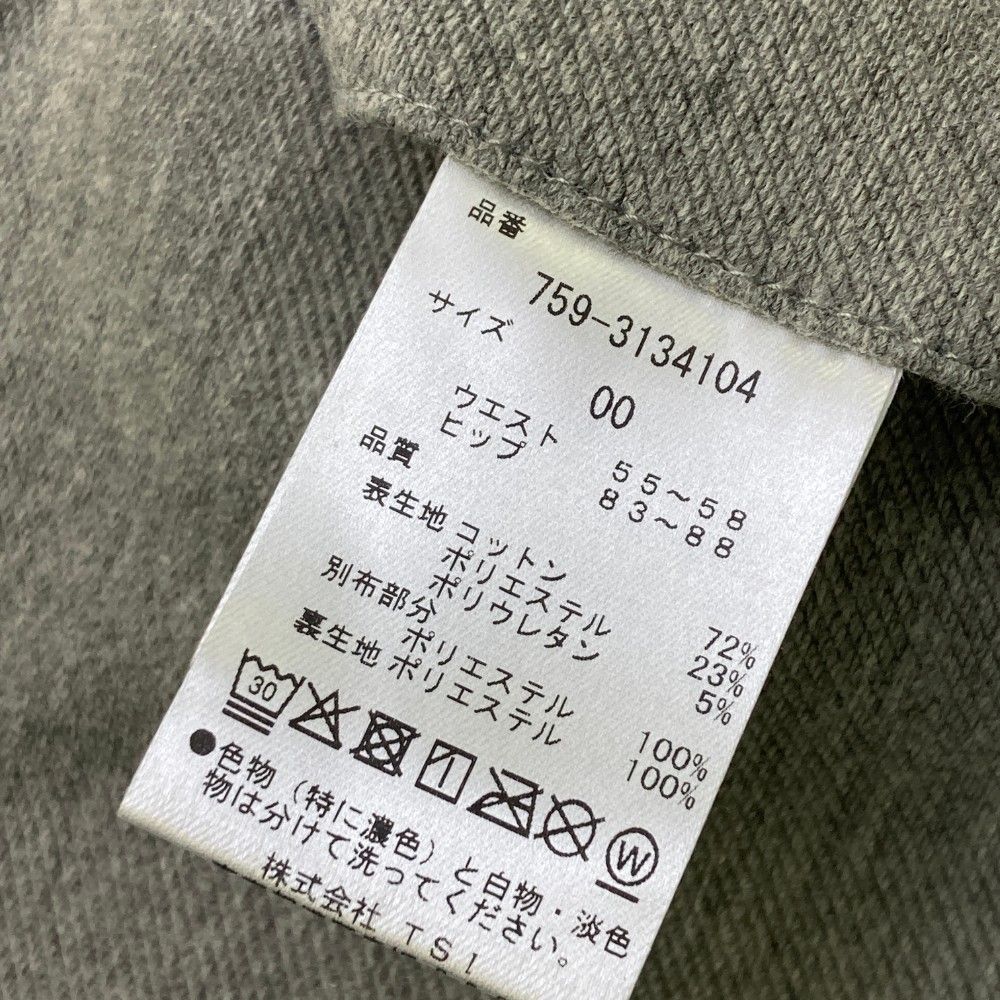 品番
759-3134104
サイズ 00
ウエスト 55～58
ヒップ 83～88
品質
表生地 コットン 72%
ポリエステル 23%
ポリウレタン 5%
別布部分
ポリエステル 100%
裏生地 ポリエステル 100%
30
W
●色物（特に濃色）と白物・淡色
物は分けて洗ってください。
株式会社 TSI